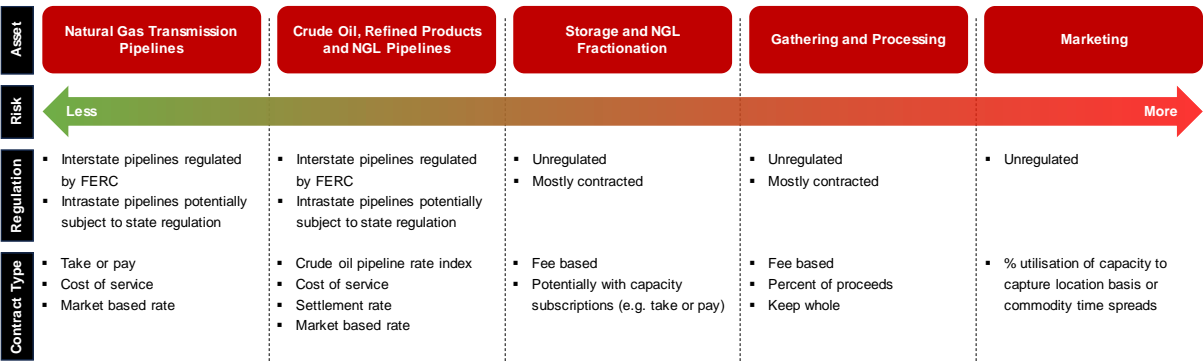 Asset
Natural Gas Transmission
Pipelines
Crude Oil, Refined Products
and NGL Pipelines
Storage and NGL
Fractionation
Gathering and Processing
Marketing
Risk
Less
More
Regulation
▪ Interstate pipelines regulated
by FERC
▪ Intrastate pipelines potentially
subject to state regulation
▪ Interstate pipelines regulated
by FERC
▪ Intrastate pipelines potentially
subject to state regulation
▪ Unregulated
▪ Mostly contracted
▪ Unregulated
▪ Mostly contracted
▪ Unregulated
Contract Type
▪ Take or pay
▪ Cost of service
▪ Market based rate
▪ Crude oil pipeline rate index
▪ Cost of service
▪ Settlement rate
▪ Market based rate
▪ Fee based
▪ Potentially with capacity
subscriptions (e.g. take or pay)
▪ Fee based
▪ Percent of proceeds
▪ Keep whole
▪ % utilisation of capacity to
capture location basis or
commodity time spreads